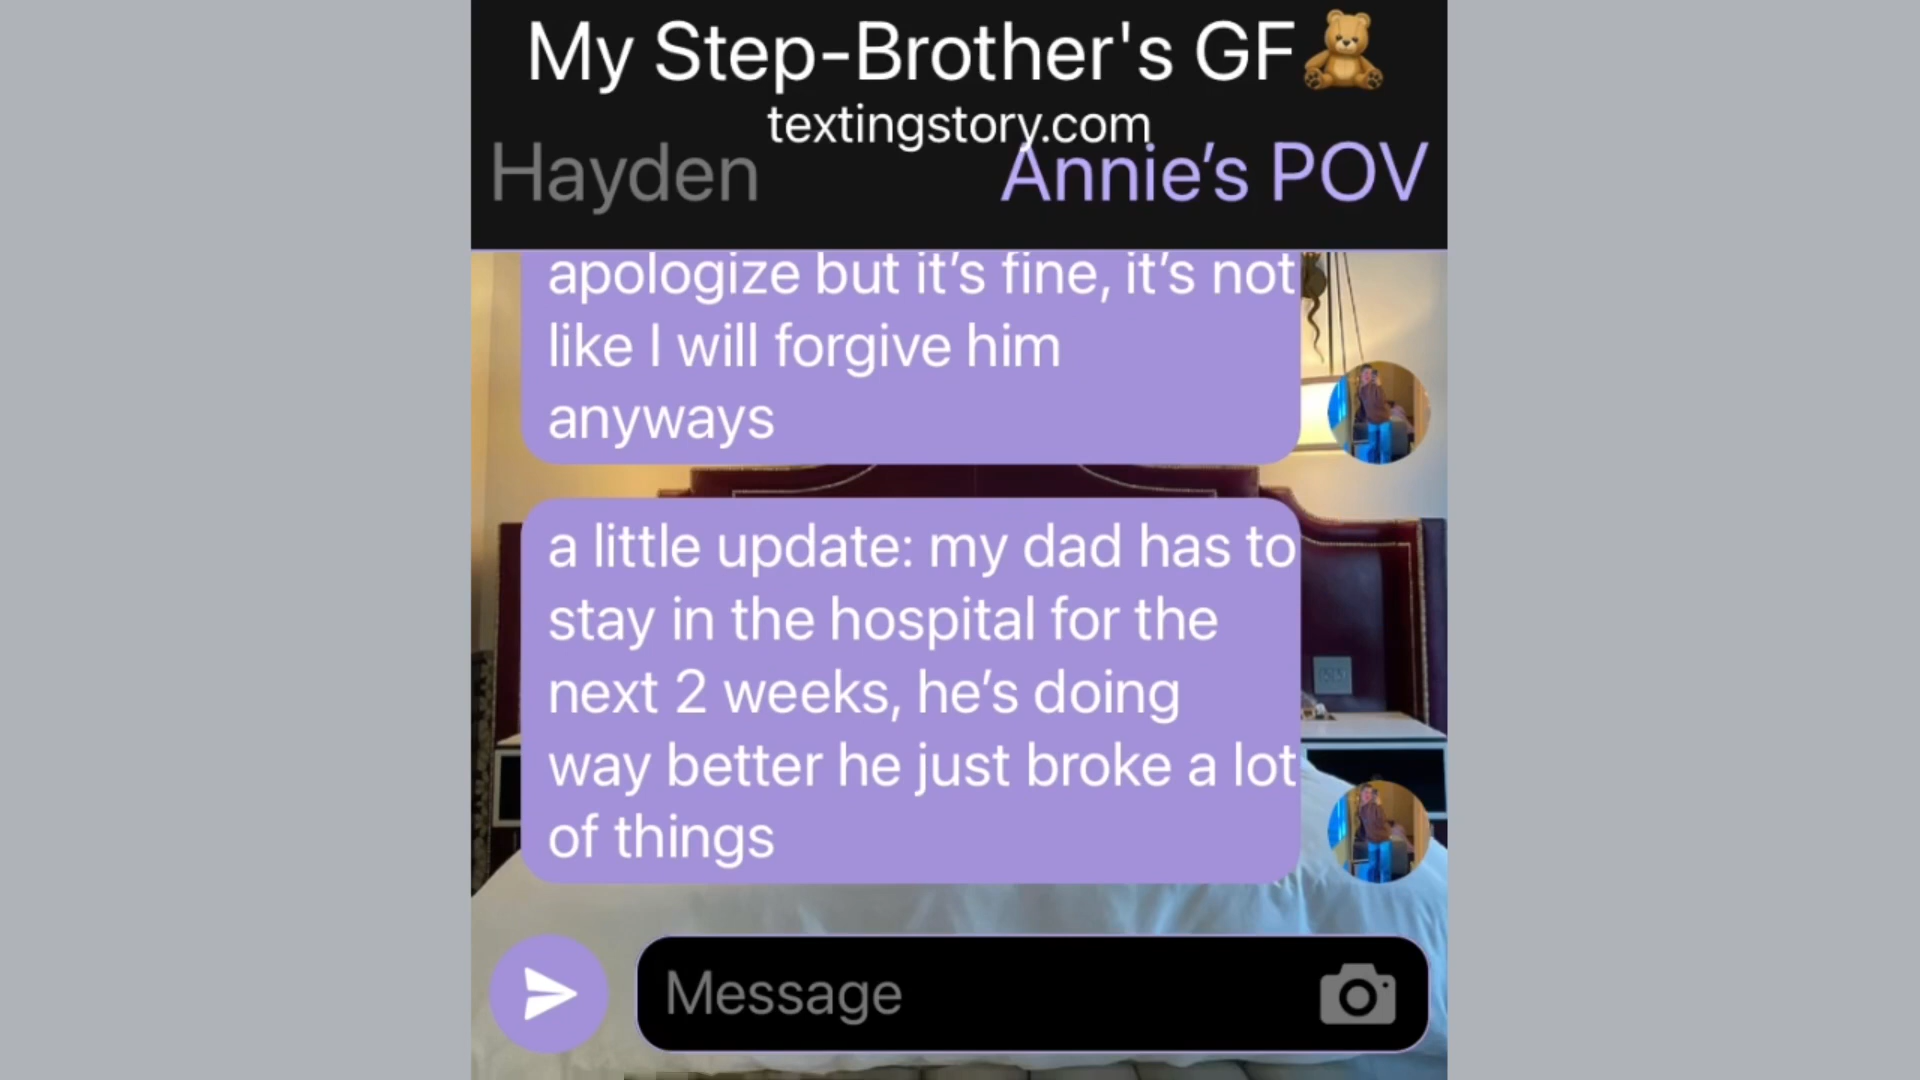 My Step-Brother's GF🧸
textingstory.com
Hayden
Annie’s POV
apologize but it’s fine, it’s not
like I will forgive him
anyways
a little update: my dad has to
stay in the hospital for the
next 2 weeks, he’s doing
way better he just broke a lot
of things
Message